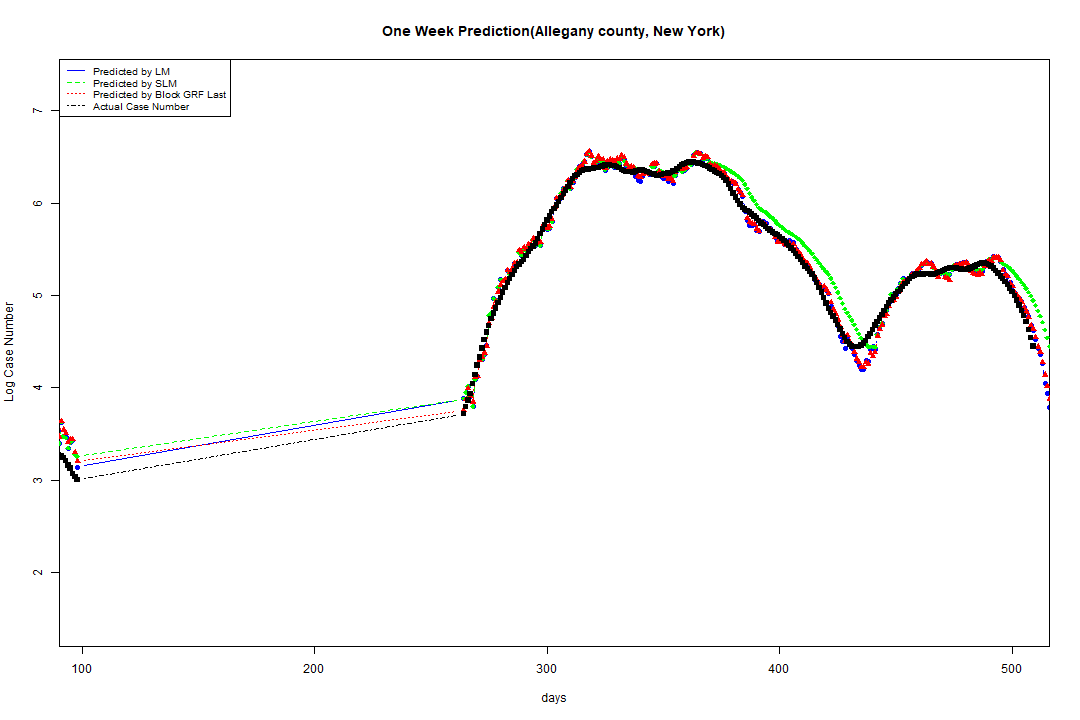 One Week Prediction(Allegany county, New York)
Predicted by LM
Predicted by SLM
Predicted by Block GRF Last
Actual Case Number
7
6
5
4
3
2
Log Case Number
100 200 300 400 500
days